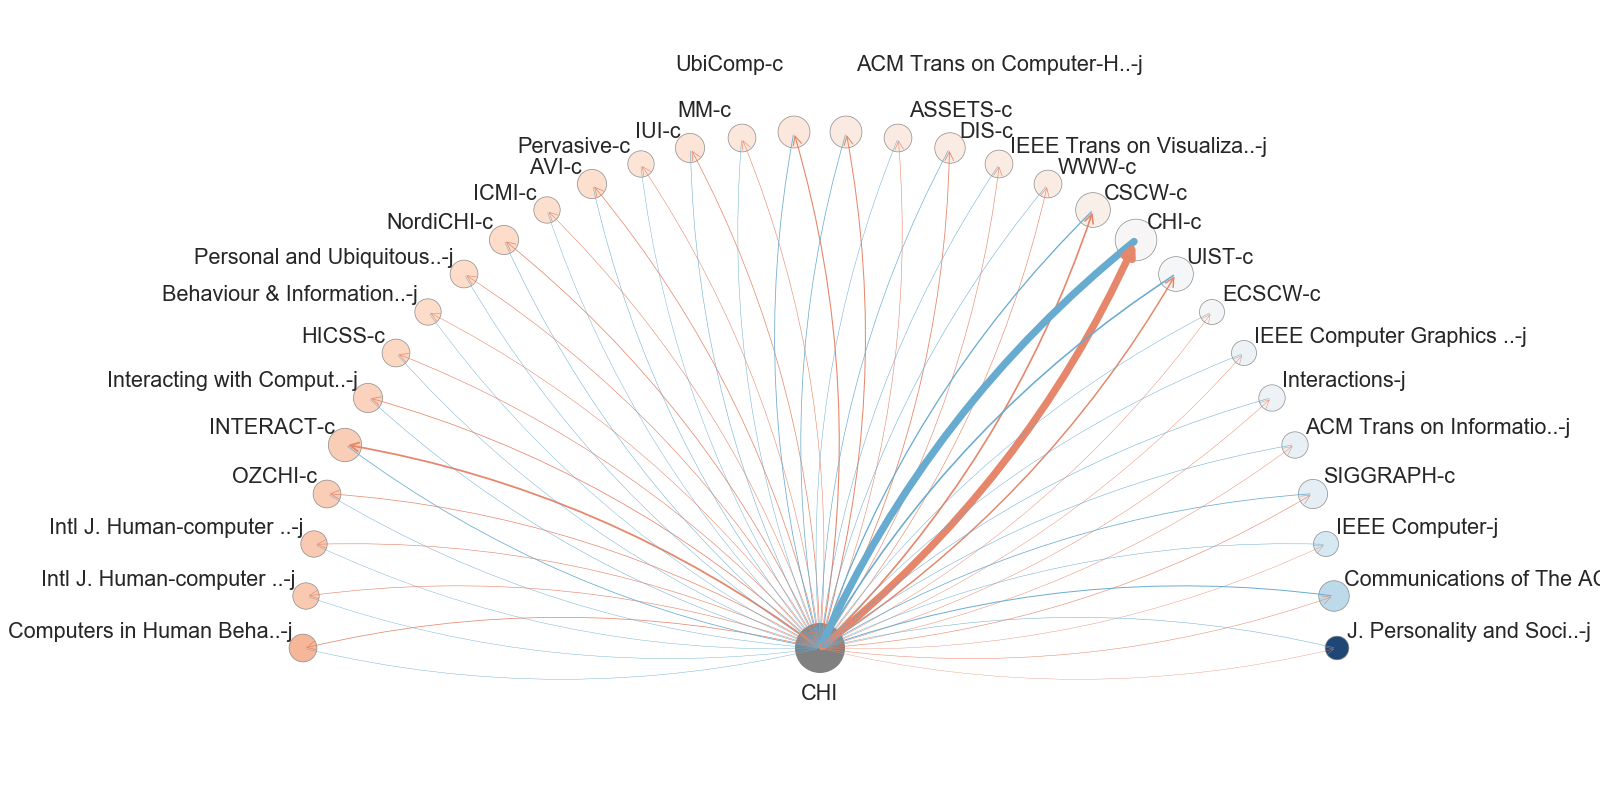 UbiComp-c
ACM Trans on Computer-H..-j
MM-c
ASSETS-c
IUI-c
DIS-c
Pervasive-c
IEEE Trans on Visualiza..-j
AVI-c
WWW-c
ICMI-c
CSCW-c
NordiCHI-c
CHI-c
Personal and Ubiquitous..-j
UIST-c
Behaviour & Information..-j
ECSCW-c
HICSS-c
IEEE Computer Graphics ..-j
Interacting with Comput..-j
Interactions-j
INTERACT-c
ACM Trans on Informatio..-j
OZCHI-c
SIGGRAPH-c
Intl J. Human-computer ..-j
IEEE Computer-j
Intl J. Human-computer ..-j
Communications of The AC
Computers in Human Beha..-j
J. Personality and Soci..-j
CHI